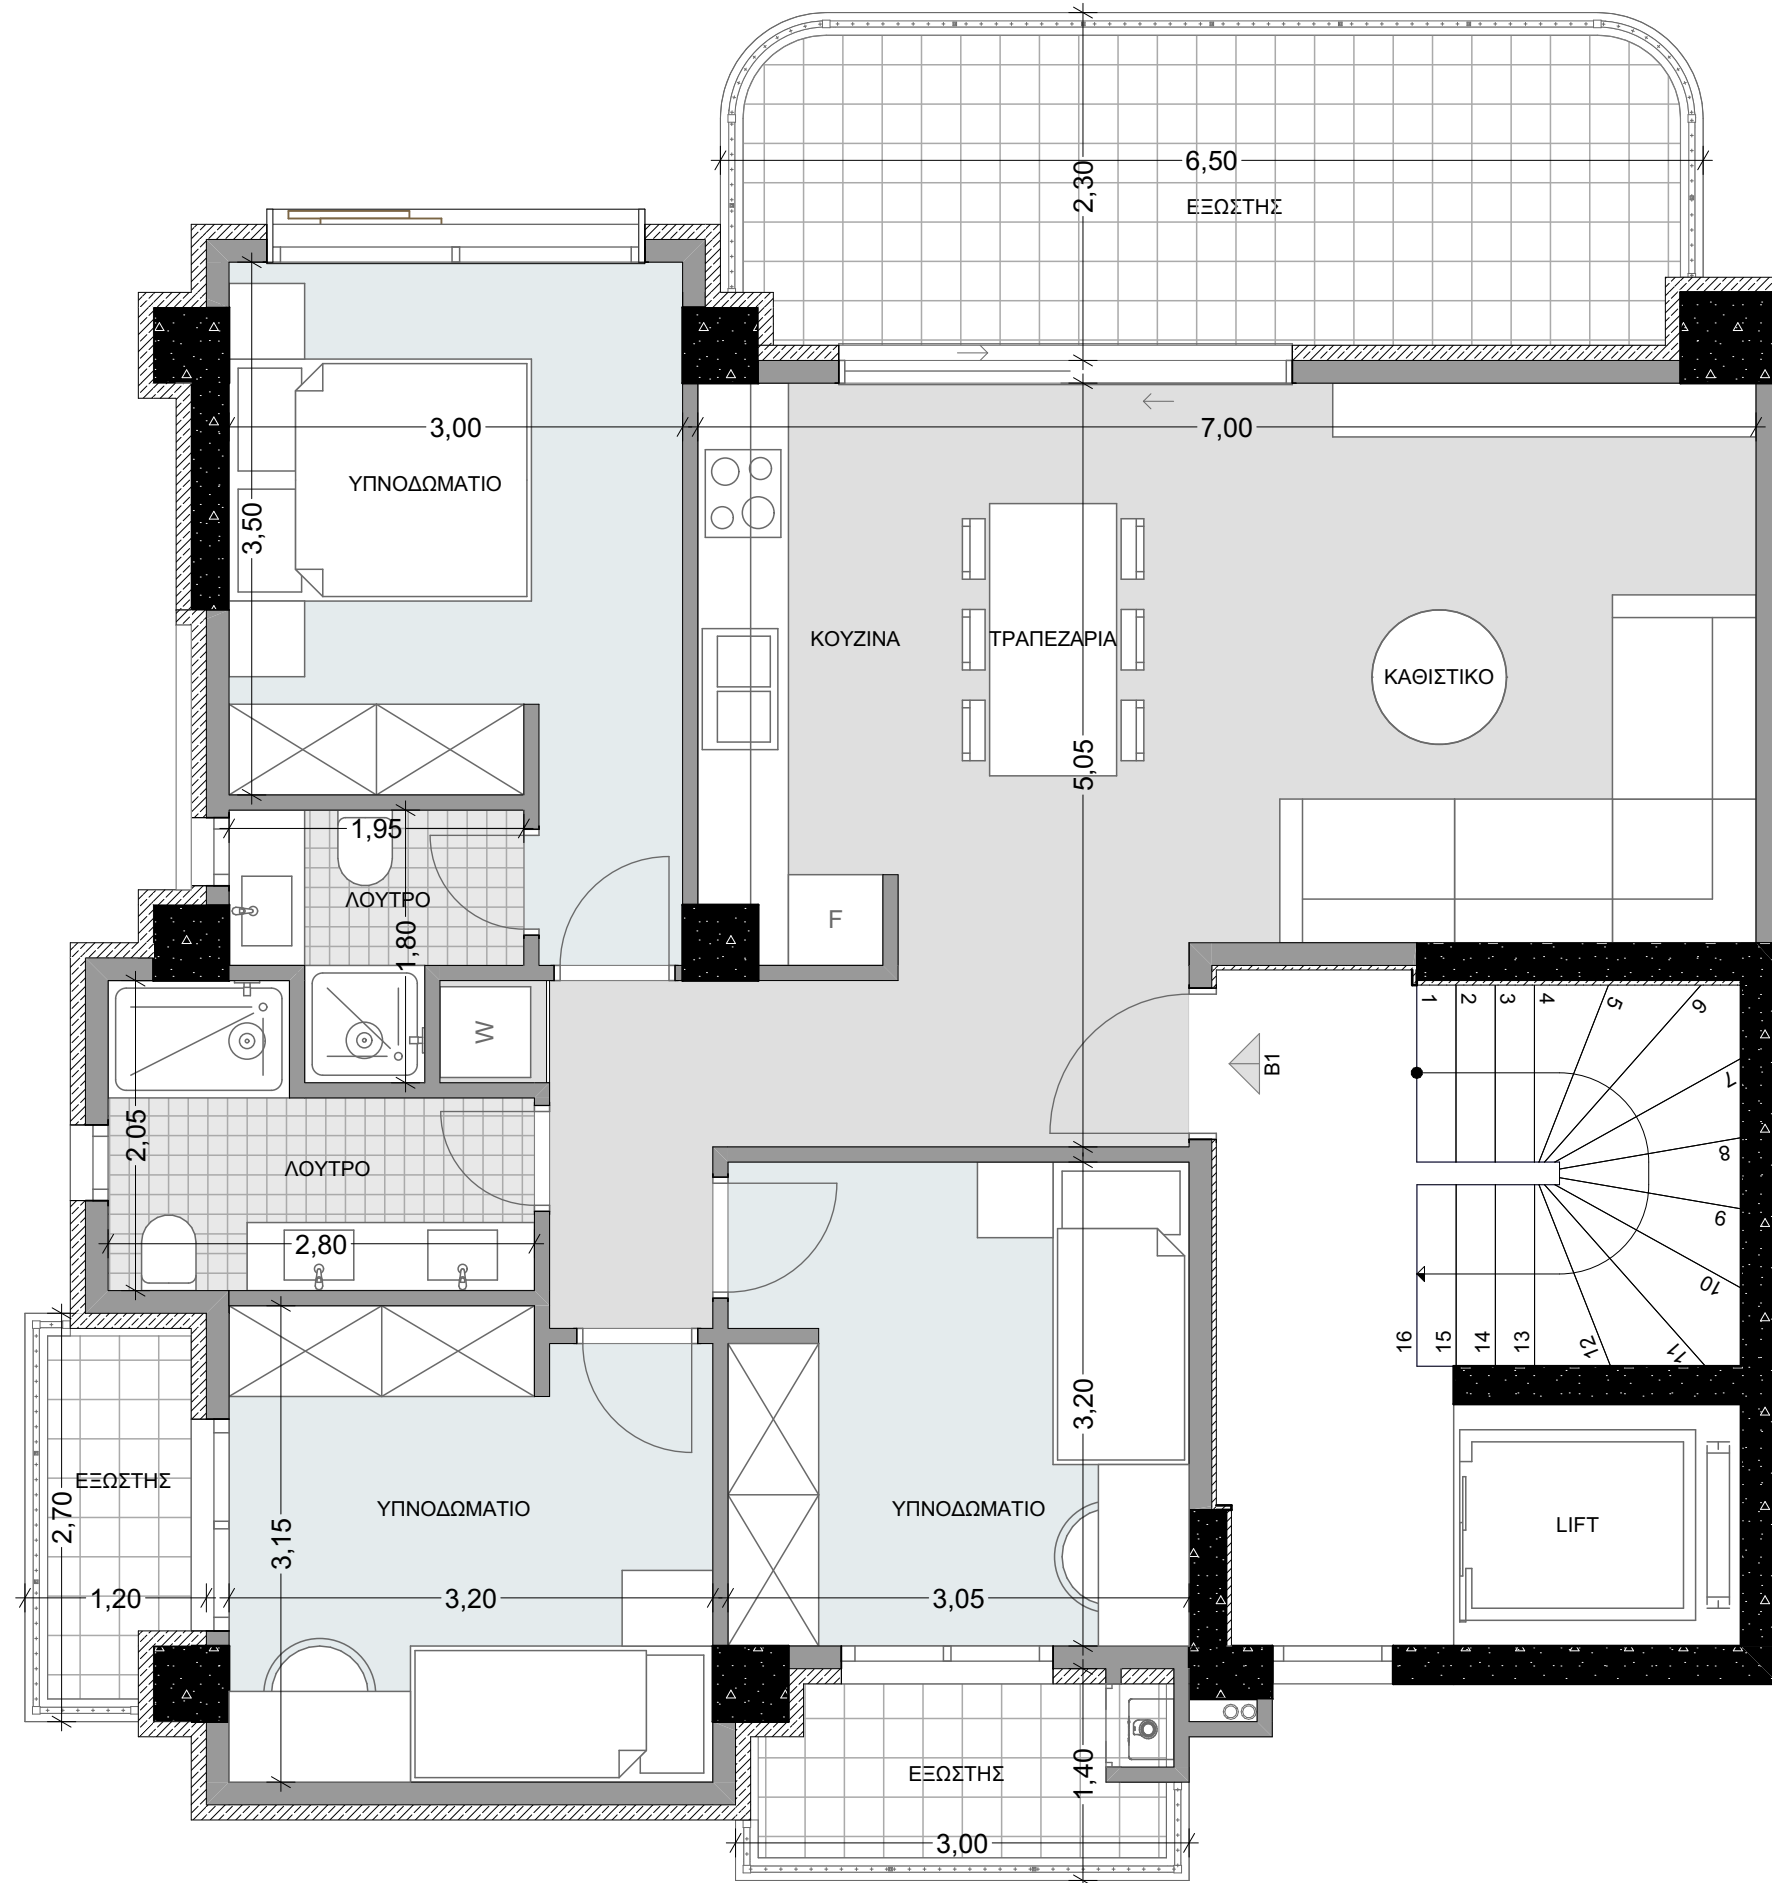 6,50
2,30
ΕΞΩΣΤΗΣ
3,00
7,00
ΥΠΝΟΔΩΜΑΤΙΟ
3,50
ΚΟΥΖΙΝΑ
ΤΡΑΠΕΖΑΡΙΑ
ΚΑΘΙΣΤΙΚΟ
5,05
1,95
ΛΟΥΤΡΟ
1,80
F
W
B1
1
2
3
4
5
6
7
8
9
10
11
12
13
14
15
16
2,05
ΛΟΥΤΡΟ
2,80
3,20
ΕΞΩΣΤΗΣ
2,70
ΥΠΝΟΔΩΜΑΤΙΟ
3,15
ΥΠΝΟΔΩΜΑΤΙΟ
LIFT
1,20
3,20
3,05
ΕΞΩΣΤΗΣ
1,40
3,00